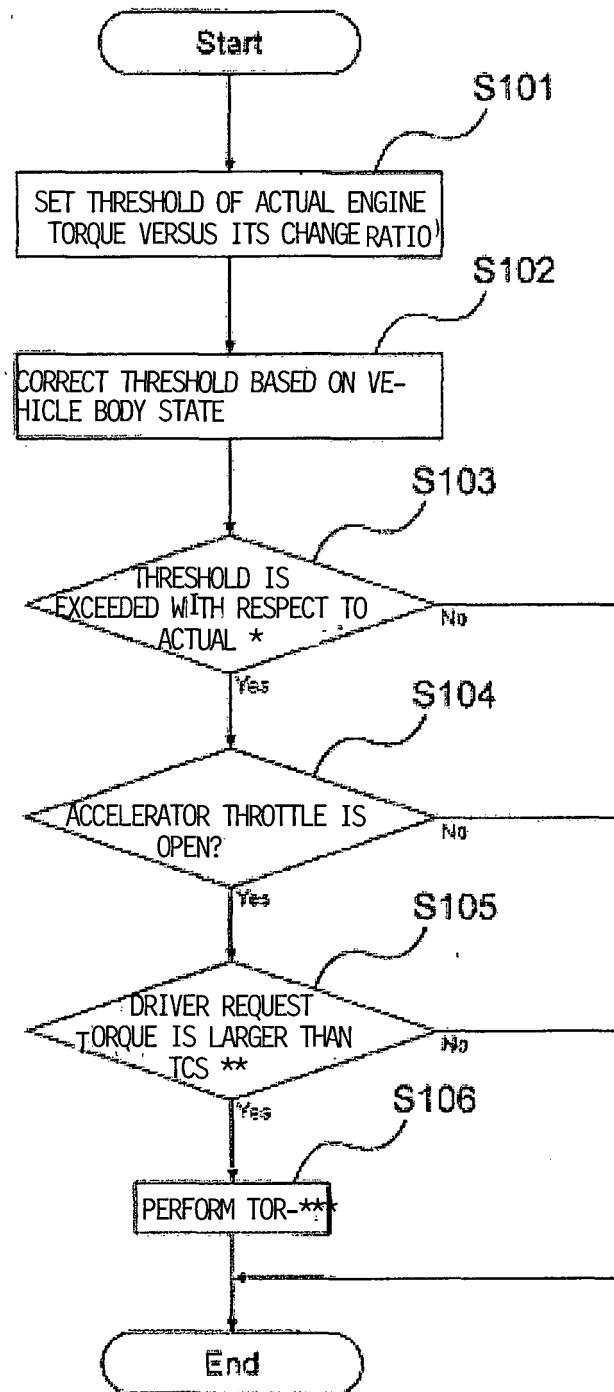 Start
S101
SET THRESHOLD OF ACTUAL ENGINE
TORQUE VERSUS ITS CHANGE RATIO)
S102
CORRECT THRESHOLD BASED ON VE-
HICLE BODY STATE
S103
THRESHOLD IS
EXCEEDED WITH RESPECT TO
ACTUAL *
No
Yes
S104
ACCELERATOR THROTTLE IS
OPEN?
No
Yes
S105
DRIVER REQUEST
TORQUE IS LARGER THAN
TCS **
No
Yes
S106
PERFORM TOR-***
End